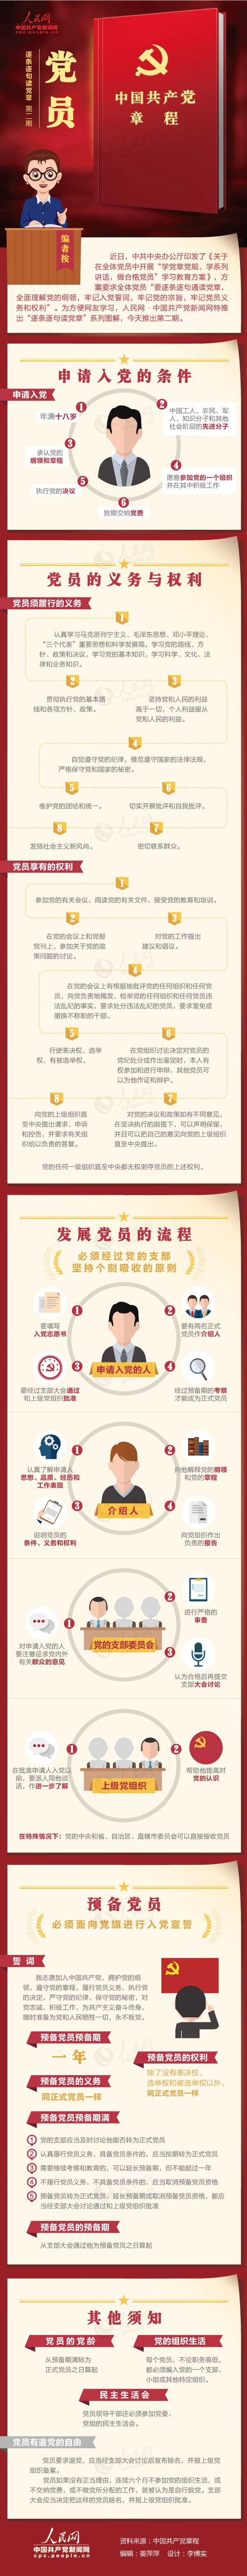 人民网
中国共产党新闻网
cpc.people.com.cn
逐条逐句读党章 第二期
党员
中国共产党
章程
编者按
近日，中共中央办公厅印发了《关于
在全体党员中开展“学党章党规、学系列
讲话，做合格党员”学习教育方案》，方
案要求全体党员“要逐条逐句通读党章，
全面理解党的纲领，牢记入党誓词，牢记党的宗旨，牢记党员义
务和权利”。为方便网友学习，人民网·中国共产党新闻网特推
出“逐条逐句读党章”系列图解，今天推出第二期。
申请入党的条件
申请入党
1
年满十八岁
2
中国工人、农民、军
人、知识分子和其他
社会阶层的先进分子
3
承认党的
纲领和章程
4
愿意参加党的一个组织
并在其中积极工作
5
执行党的决议
6
按期交纳党费
党员的义务与权利
党员须履行的义务
1
认真学习马克思列宁主义、毛泽东思想、邓小平理论、
“三个代表”重要思想和科学发展观，学习党的路线、方
针、政策和决议，学习党的基本知识，学习科学、文化、法
律和业务知识。
2
贯彻执行党的基本路
线和各项方针、政策。
3
坚持党和人民的利益
高于一切，个人利益服从
党和人民的利益。
4
自觉遵守党的纪律，模范遵守国家的法律法规，
严格保守党和国家的秘密。
5
维护党的团结和统一。
6
切实开展批评和自我批评。
8
发扬社会主义新风尚。
7
密切联系群众。
党员享有的权利
1
参加党的有关会议，阅读党的有关文件，接受党的教育和培训。
2
在党的会议上和党报
党刊上，参加关于党的政
策问题的讨论。
3
对党的工作提出
建议和倡议。
4
在党的会议上有根据地批评党的任何组织和任何党
员，向党负责地揭发、检举党的任何组织和任何党员违
法乱纪的事实，要求处分违法乱纪的党员，要求罢免或
撤换不称职的干部。
5
行使表决权、选举
权，有被选举权。
6
在党组织讨论决定对党员的
党纪处分或作出鉴定时，本人有
权参加和进行申辩，其他党员可
以为他作证和辩护。
8
向党的上级组织直
至中央提出请求、申诉
和控告，并要求有关组
织给以负责的答复。
7
对党的决议和政策如有不同意见，
在坚决执行的前提下，可以声明保留，
并且可以把自己的意见向党的上级组织
直至中央提出。
党的任何一级组织直至中央都无权剥夺党员的上述权利。
发展党员的流程
必须经过党的支部
坚持个别吸收的原则
1
要填写
入党志愿书
2
要有两名正式
党员作介绍人
申请入党的人
3
要经过支部大会通过
和上级党组织批准
4
经过预备期的考察
才能成为正式党员
1
认真了解申请人
思想、品质、经历和
工作表现
2
向他解释党的纲领
和党的章程
介绍人
3
说明党员的
条件、义务和权利
4
向党组织作出
负责的报告
1
对申请入党的人
要注意征求党内外
有关群众的意见
2
进行严格的
审查
党的支部委员会
3
认为合格后再提交
支部大会讨论
1
在批准申请人入党以
前，要派人同他谈
话，作进一步了解
2
帮助他提高对
党的认识
上级党组织
在特殊情况下：党的中央和省、自治区、直辖市委员会可以直接接收党员
预备党员
必须面向党旗进行入党宣誓
誓词
我志愿加入中国共产党，拥护党的纲
领，遵守党的章程，履行党员义务，执行党
的决定，严守党的纪律，保守党的秘密，对
党忠诚，积极工作，为共产主义奋斗终身，
随时准备为党和人民牺牲一切，永不叛党。
预备党员预备期
一年
预备党员的权利
除了没有表决权、
选举权和被选举权以外，
同正式党员一样
预备党员的义务
同正式党员一样
预备党员预备期满
1 党的支部应当及时讨论他能否转为正式党员
2 认真履行党员义务，具备党员条件的，应当按期转为正式党员
3 需要继续考察和教育的，可以延长预备期，但不能超过一年
4 不履行党员义务，不具备党员条件的，应当取消预备党员资格
5 预备党员转为正式党员，延长预备期或取消预备党员资格，都应
当经支部大会讨论通过和上级党组织批准
预备党员的预备期
从支部大会通过他为预备党员之日算起
其他须知
党员的党龄
从预备期满转为
正式党员之日算起
党的组织生活
每个党员，不论职务高低，
都必须编入党的一个支部、
小组或其他特定组织。
民主生活会
党员领导干部还必须参加党委、
党组的民主生活会。
党员有退党的自由
党员要求退党，应当经支部大会讨论后宣布除名，并报上级党
组织备案。
党员如果没有正当理由，连续六个月不参加党的组织生活，或
不交纳党费，或不做党所分配的工作，就被认为是自行脱党。支部
大会应当决定把这样的党员除名，并报上级党组织批准。
人民网
中国共产党新闻网
cpc.people.com.cn
资料来源：中国共产党章程
编辑：姜萍萍 设计：李博实